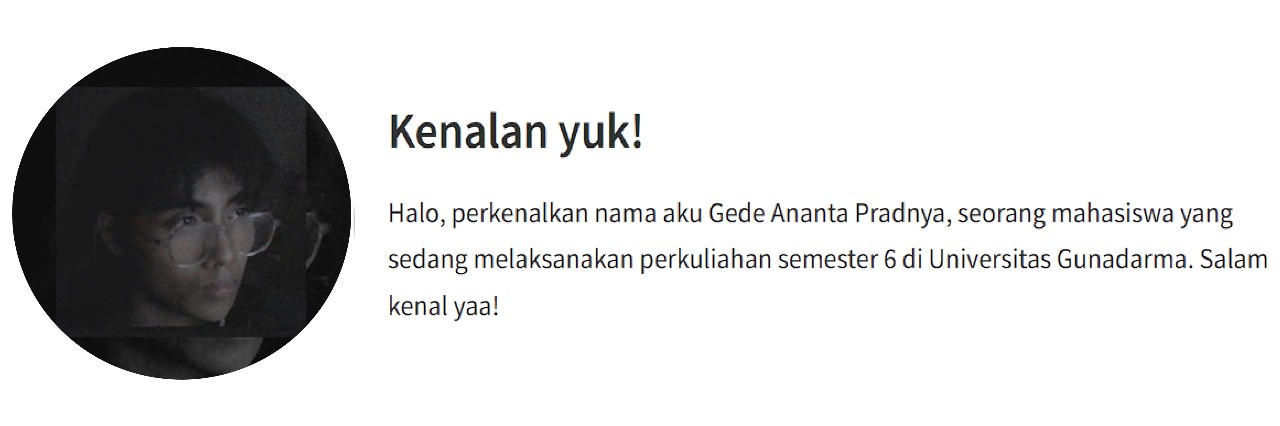 Kenalan yuk!
Halo, perkenalkan nama aku Gede Ananta Pradnya, seorang mahasiswa yang
sedang melaksanakan perkuliahan semester 6 di Universitas Gunadarma. Salam
kenal yaa!